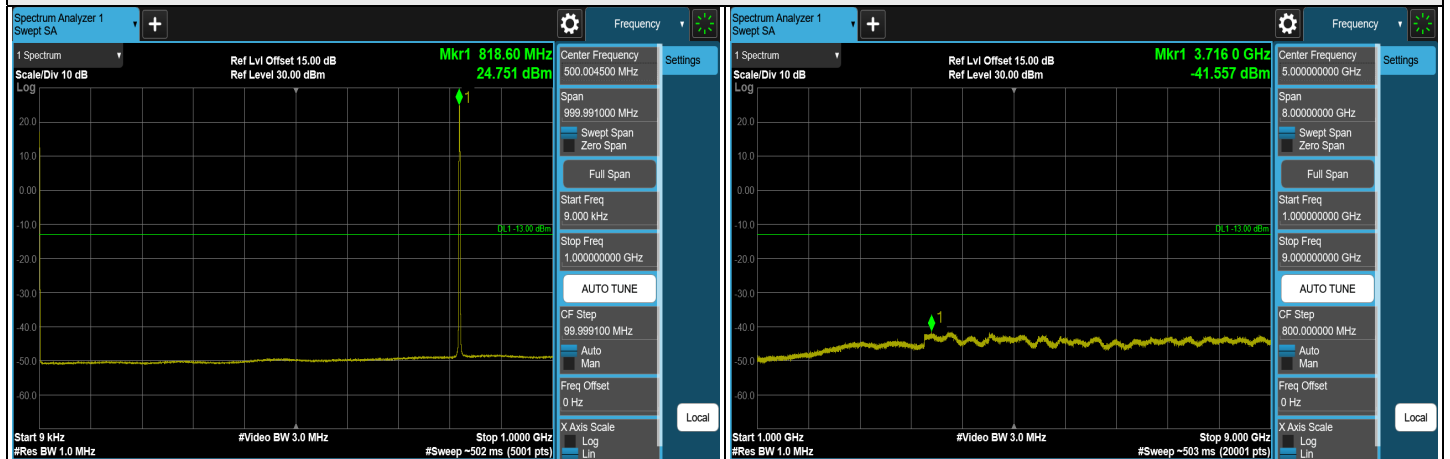 Spectrum Analyzer 1
Swept SA
+
Frequency
1 Spectrum
Scale/Div 10 dB
Log
Ref Lvl Offset 15.00 dB
Ref Level 30.00 dBm
Mkr1 818.60 MHz
24.751 dBm
1
20.0
10.0
0.00
-10.0
-20.0
-30.0
-40.0
-50.0
-60.0
DL1 -13.00 dBm
Start 9 kHz
#Res BW 1.0 MHz
#Video BW 3.0 MHz
Stop 1.0000 GHz
#Sweep ~502 ms (5001 pts)
Center Frequency
500.004500 MHz
Span
999.991000 MHz
Swept Span
Zero Span
Full Span
Start Freq
9.000 kHz
Stop Freq
1.000000000 GHz
AUTO TUNE
CF Step
99.999100 MHz
Auto
Man
Freq Offset
0 Hz
X Axis Scale
Log
Lin
Settings
Local
Spectrum Analyzer 1
Swept SA
+
Frequency
1 Spectrum
Scale/Div 10 dB
Log
Ref Lvl Offset 15.00 dB
Ref Level 30.00 dBm
Mkr1 3.716 0 GHz
-41.557 dBm
1
20.0
10.0
0.00
-10.0
-20.0
-30.0
-40.0
-50.0
-60.0
DL1 -13.00 dBm
Start 1.000 GHz
#Res BW 1.0 MHz
#Video BW 3.0 MHz
Stop 9.000 GHz
#Sweep ~503 ms (20001 pts)
Center Frequency
5.000000000 GHz
Span
8.00000000 GHz
Swept Span
Zero Span
Full Span
Start Freq
1.000000000 GHz
Stop Freq
9.000000000 GHz
AUTO TUNE
CF Step
800.000000 MHz
Auto
Man
Freq Offset
0 Hz
X Axis Scale
Log
Lin
Settings
Local